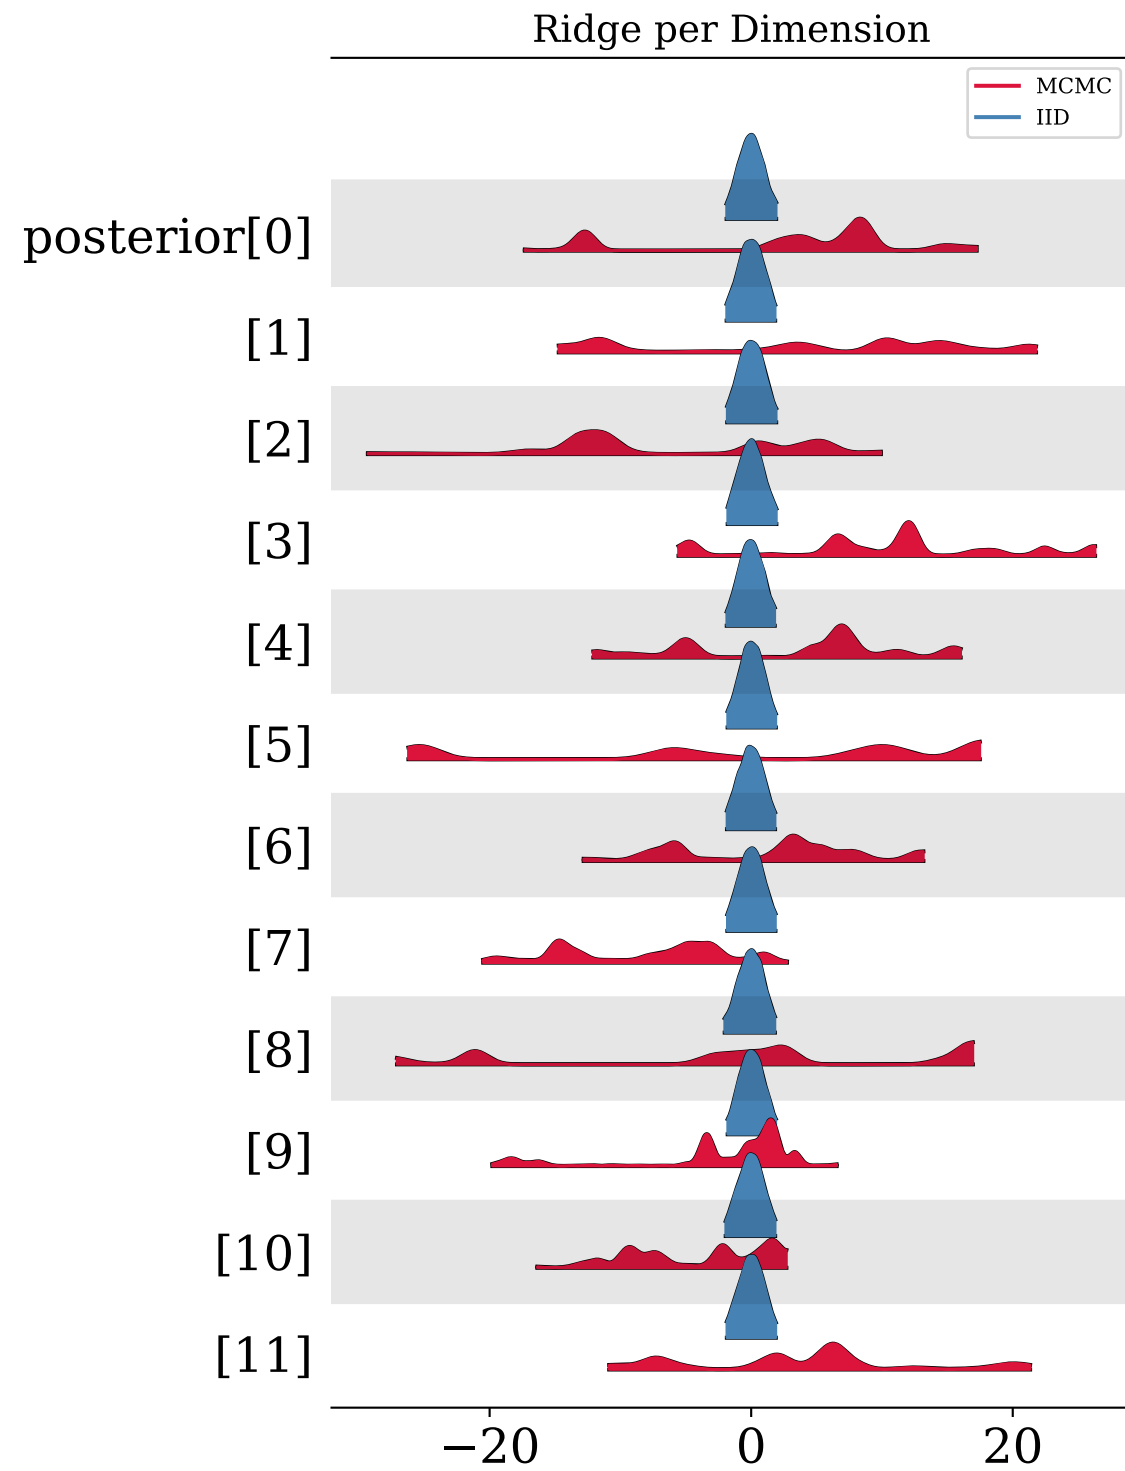 Ridge per Dimension
MCMC
IID
posterior[0]
[1]
[2]
[3]
[4]
[5]
[6]
[7]
[8]
[9]
[10]
[11]
−20 0 20